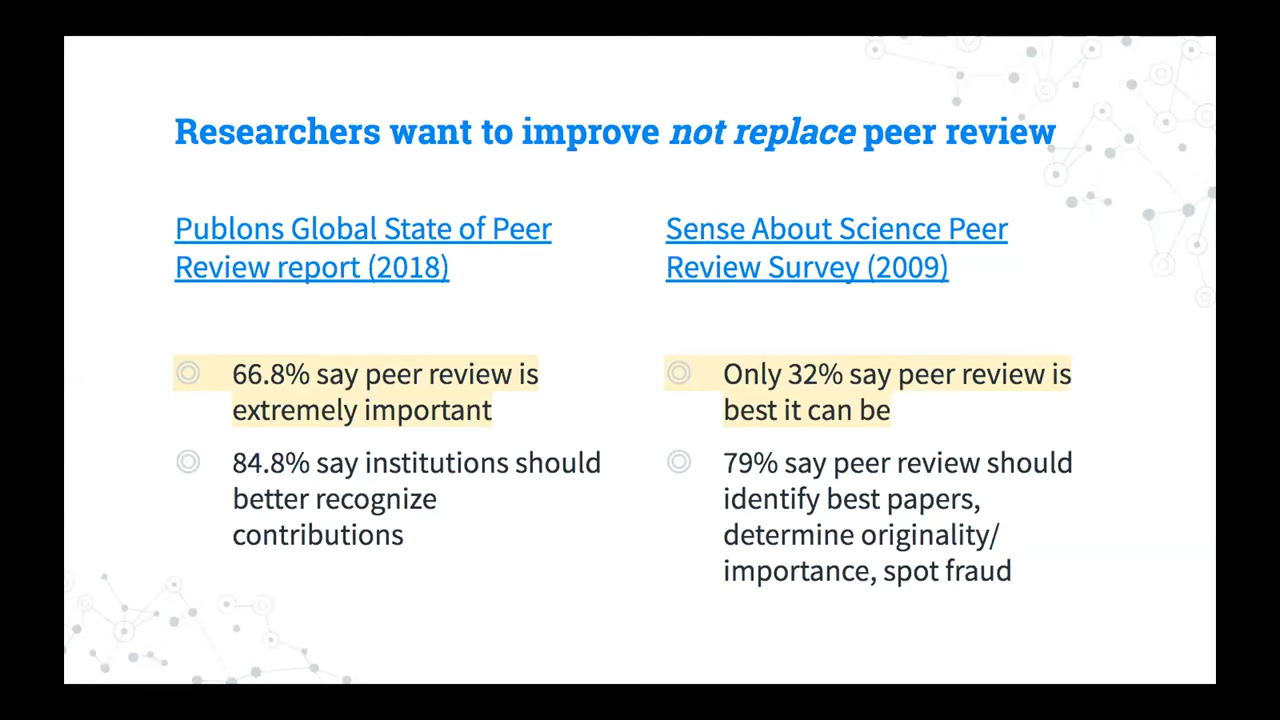 Researchers want to improve not replace peer review
Publons Global State of Peer
Review report (2018)
66.8% say peer review is
extremely important
84.8% say institutions should
better recognize
contributions
Sense About Science Peer
Review Survey (2009)
Only 32% say peer review is
best it can be
79% say peer review should
identify best papers,
determine originality/
importance, spot fraud